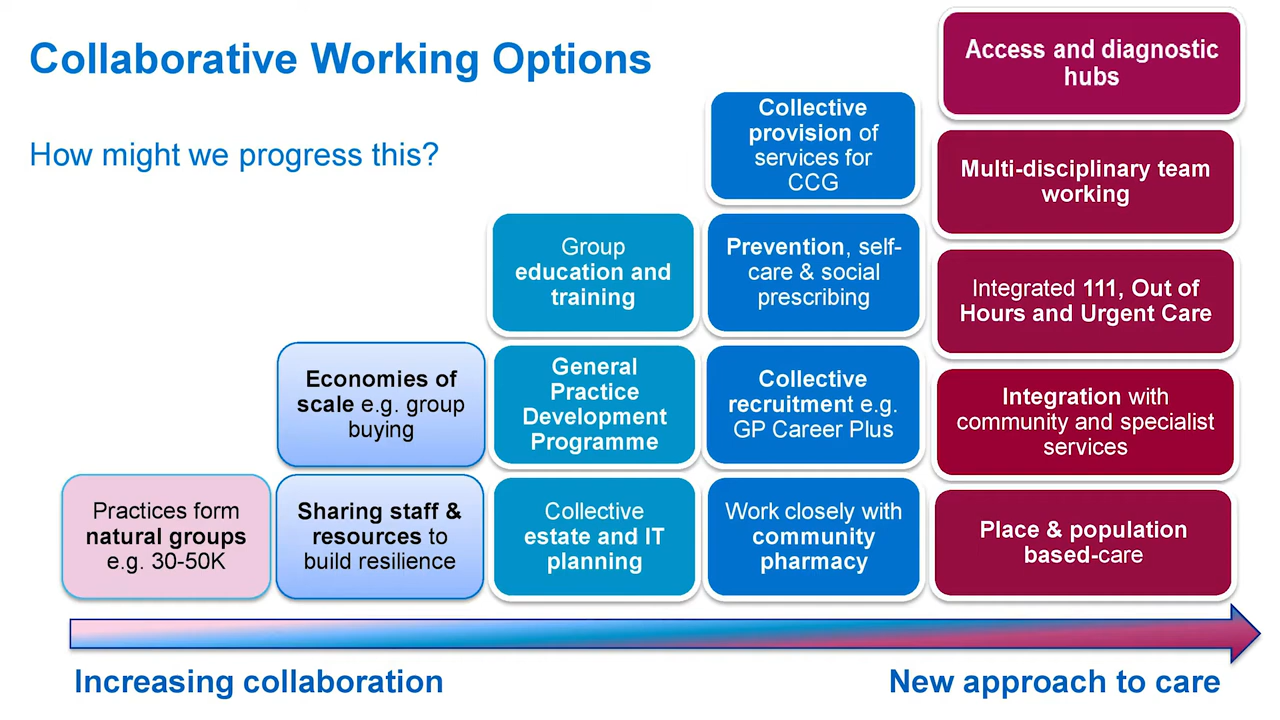 Collaborative Working Options
How might we progress this?
Practices form
natural groups
e.g. 30-50K
Economies of
scale e.g. group
buying
Sharing staff &
resources to
build resilience
Group
education and
training
General
Practice
Development
Programme
Collective
estate and IT
planning
Collective
provision of
services for
CCG
Prevention, self-
care & social
prescribing
Collective
recruitment e.g.
GP Career Plus
Work closely with
community
pharmacy
Access and diagnostic
hubs
Multi-disciplinary team
working
Integrated 111, Out of
Hours and Urgent Care
Integration with
community and specialist
services
Place & population
based-care
Increasing collaboration
New approach to care